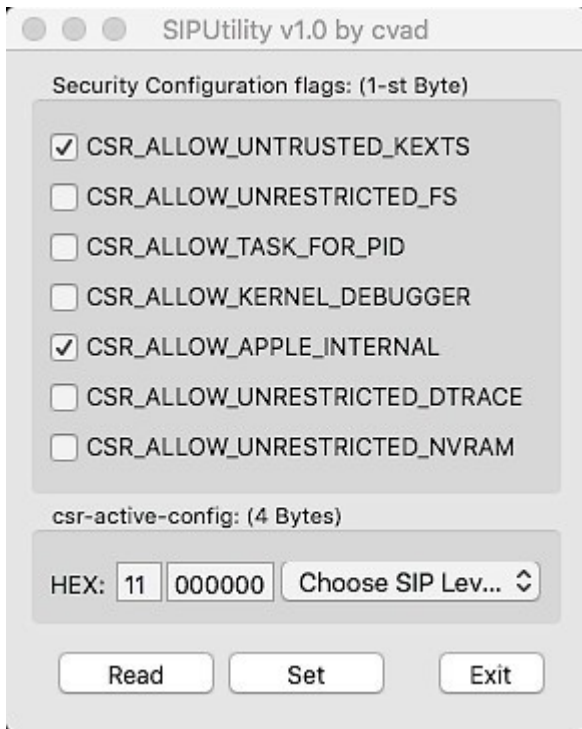 SIPUtility v1.0 by cvad
Security Configuration flags: (1-st Byte)
CSR_ALLOW_UNTRUSTED_KEXTS
CSR_ALLOW_UNRESTRICTED_FS
CSR_ALLOW_TASK_FOR_PID
CSR_ALLOW_KERNEL_DEBUGGER
CSR_ALLOW_APPLE_INTERNAL
CSR_ALLOW_UNRESTRICTED_DTRACE
CSR_ALLOW_UNRESTRICTED_NVRAM
csr-active-config: (4 Bytes)
HEX: 11 000000 Choose SIP Lev...
Read Set Exit